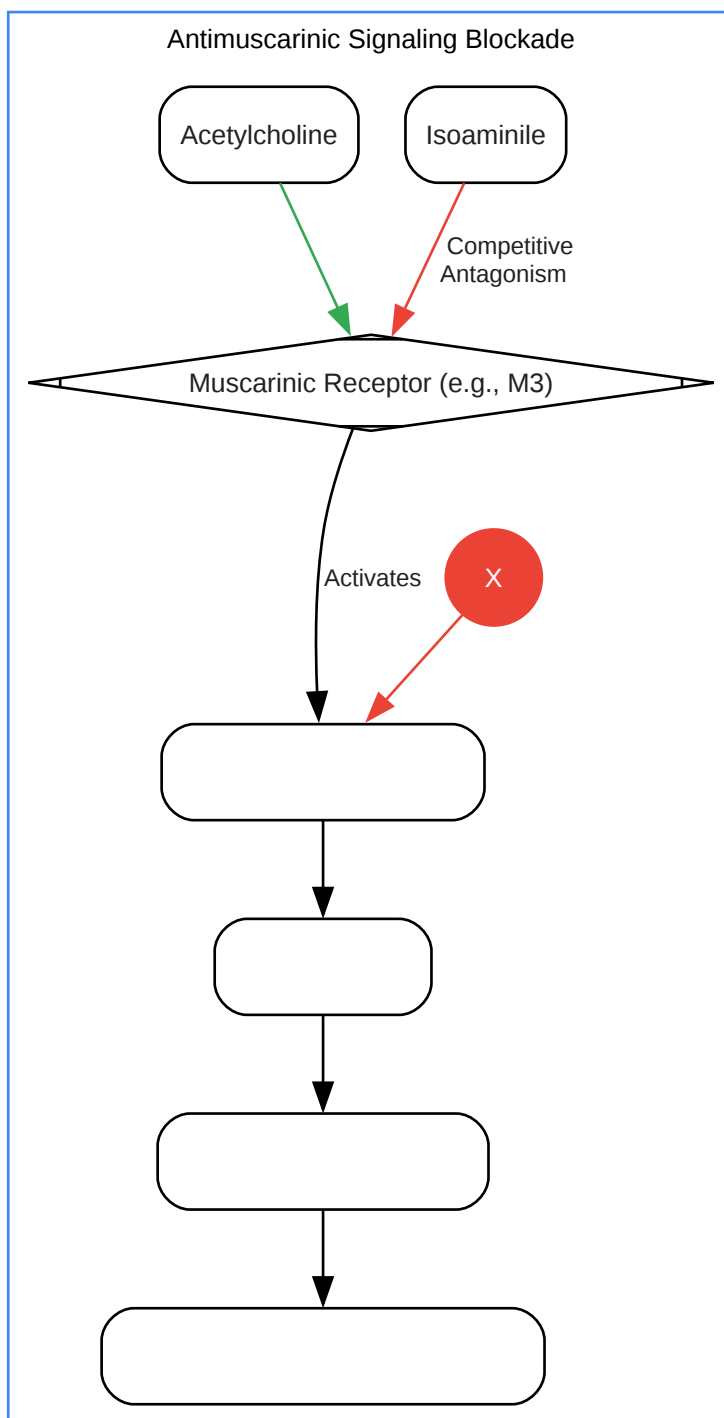 Antimuscarinic Signaling Blockade
Acetylcholine
Isoaminile
Competitive
Antagonism
Muscarinic Receptor (e.g., M3)
Activates
X